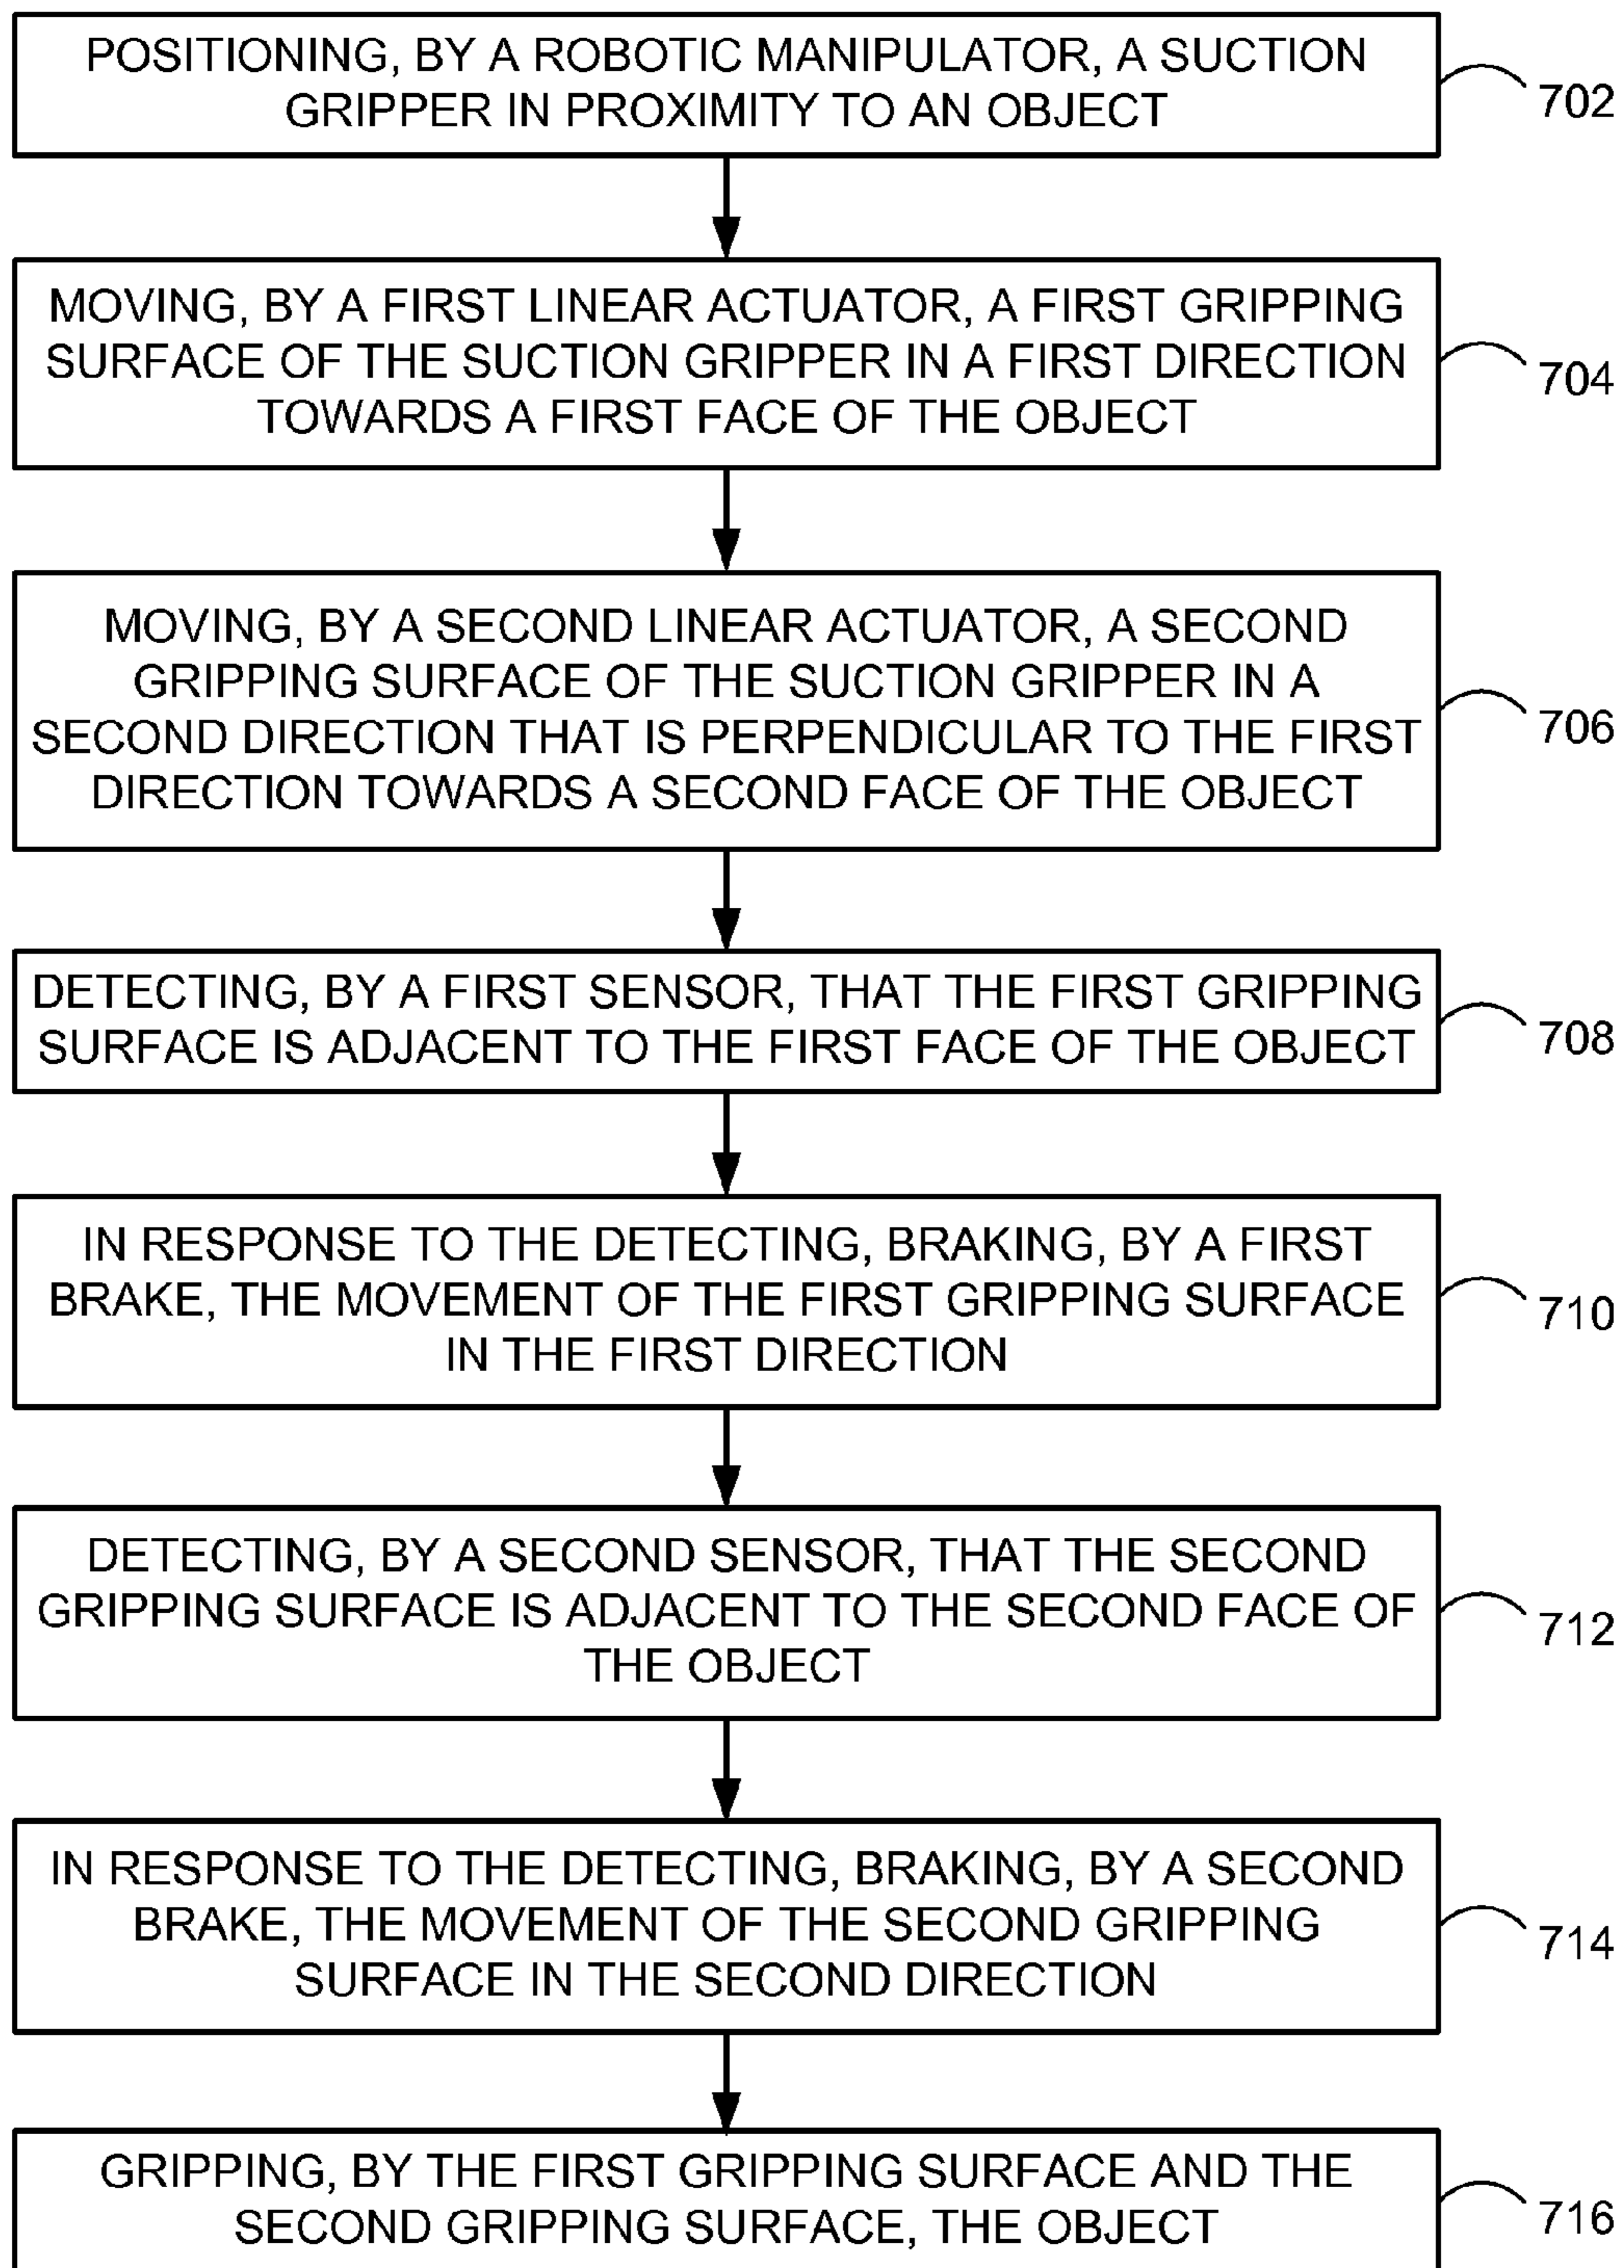 POSITIONING, BY A ROBOTIC MANIPULATOR, A SUCTION
GRIPPER IN PROXIMITY TO AN OBJECT
702
MOVING, BY A FIRST LINEAR ACTUATOR, A FIRST GRIPPING
SURFACE OF THE SUCTION GRIPPER IN A FIRST DIRECTION
TOWARDS A FIRST FACE OF THE OBJECT
704
MOVING, BY A SECOND LINEAR ACTUATOR, A SECOND
GRIPPING SURFACE OF THE SUCTION GRIPPER IN A
SECOND DIRECTION THAT IS PERPENDICULAR TO THE FIRST
DIRECTION TOWARDS A SECOND FACE OF THE OBJECT
706
DETECTING, BY A FIRST SENSOR, THAT THE FIRST GRIPPING
SURFACE IS ADJACENT TO THE FIRST FACE OF THE OBJECT
708
IN RESPONSE TO THE DETECTING, BRAKING, BY A FIRST
BRAKE, THE MOVEMENT OF THE FIRST GRIPPING SURFACE
IN THE FIRST DIRECTION
710
DETECTING, BY A SECOND SENSOR, THAT THE SECOND
GRIPPING SURFACE IS ADJACENT TO THE SECOND FACE OF
THE OBJECT
712
IN RESPONSE TO THE DETECTING, BRAKING, BY A SECOND
BRAKE, THE MOVEMENT OF THE SECOND GRIPPING
SURFACE IN THE SECOND DIRECTION
714
GRIPPING, BY THE FIRST GRIPPING SURFACE AND THE
SECOND GRIPPING SURFACE, THE OBJECT
716